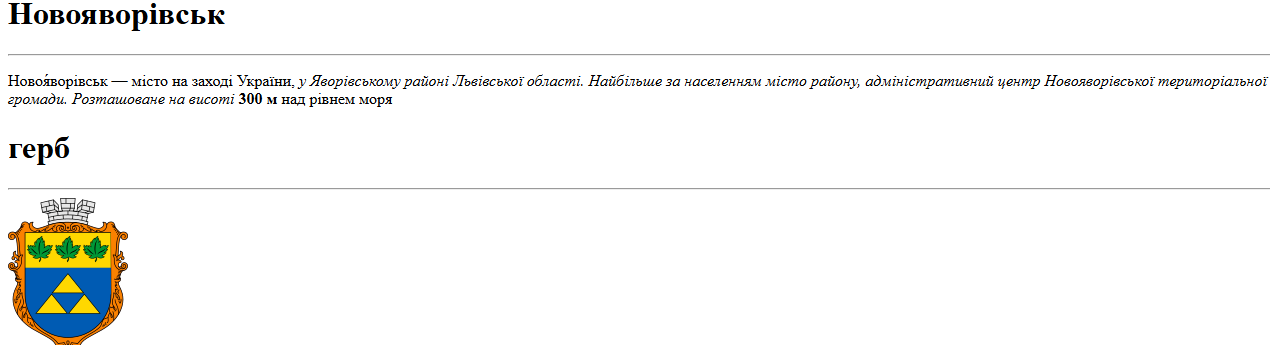 Новояворівськ
Новоя́ворівськ — місто на заході України, у Яворівському районі Львівської області. Найбільше за населенням місто району, адміністративний центр Новояворівської територіальної
громади. Розташоване на висоті 300 м над рівнем моря
герб